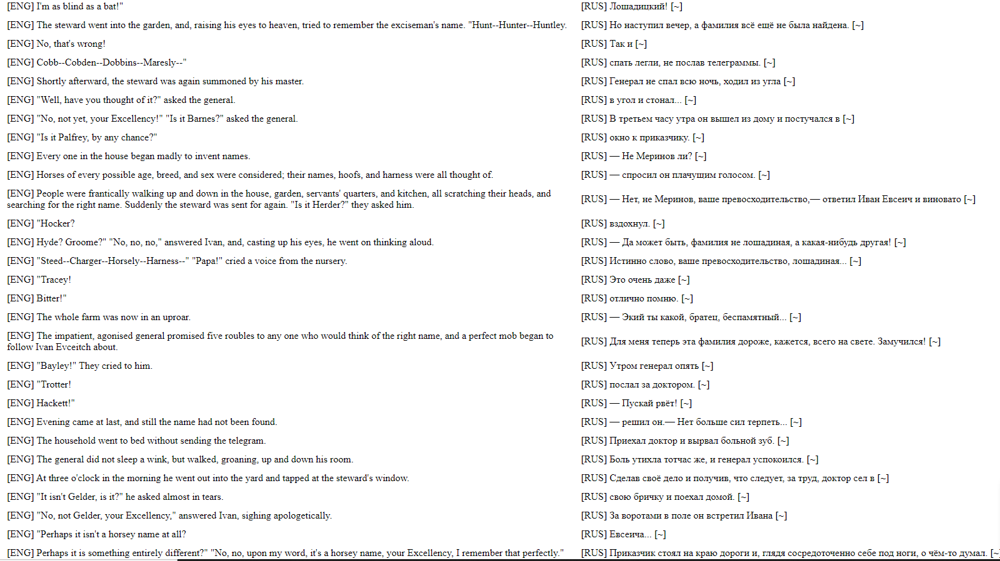 [ENG] I'm as blind as a bat!" [RUS] Лошадицкий! [~]
[ENG] The steward went into the garden, and, raising his eyes to heaven, tried to remember the exciseman's name. "Hunt--Hunter--Huntley. [RUS] Но наступил вечер, а фамилия всё ещё не была найдена. [~]
[ENG] No, that's wrong! [RUS] Так и [~]
[ENG] Cobb--Cobden--Dobbins--Maresly--" [RUS] спать легли, не послав телеграммы. [~]
[ENG] Shortly afterward, the steward was again summoned by his master. [RUS] Генерал не спал всю ночь, ходил из угла [~]
[ENG] "Well, have you thought of it?" asked the general. [RUS] в угол и стонал... [~]
[ENG] "No, not yet, your Excellency!" "Is it Barnes?" asked the general. [RUS] В третьем часу утра он вышел из дому и постучался в [~]
[ENG] "Is it Palfrey, by any chance?" [RUS] окно к приказчику. [~]
[ENG] Every one in the house began madly to invent names. [RUS] — Не Меринов ли? [~]
[ENG] Horses of every possible age, breed, and sex were considered; their names, hoofs, and harness were all thought of. [RUS] — спросил он плачущим голосом. [~]
[ENG] People were frantically walking up and down in the house, garden, servants' quarters, and kitchen, all scratching their heads, and
searching for the right name. Suddenly the steward was sent for again. "Is it Herder?" they asked him. [RUS] — Нет, не Меринов, ваше превосходительство,— ответил Иван Евсеич и виновато [~]
[ENG] "Hocker? [RUS] вздохнул. [~]
[ENG] Hyde? Groome?" "No, no, no," answered Ivan, and, casting up his eyes, he went on thinking aloud. [RUS] — Да может быть, фамилия не лошадиная, а какая-нибудь другая! [~]
[ENG] "Steed--Charger--Horsely--Harness--" "Papa!" cried a voice from the nursery. [RUS] Истинно слово, ваше превосходительство, лошадиная... [~]
[ENG] "Tracey! [RUS] Это очень даже [~]
[ENG] Bitter!" [RUS] отлично помню. [~]
[ENG] The whole farm was now in an uproar. [RUS] — Экий ты какой, братец, беспамятный... [~]
[ENG] The impatient, agonised general promised five roubles to any one who would think of the right name, and a perfect mob began to
follow Ivan Evceitch about. [RUS] Для меня теперь эта фамилия дороже, кажется, всего на свете. Замучился! [~]
[ENG] "Bayley!" They cried to him. [RUS] Утром генерал опять [~]
[ENG] "Trotter! [RUS] послал за доктором. [~]
[ENG] Hackett!" [RUS] — Пускай рвёт! [~]
[ENG] Evening came at last, and still the name had not been found. [RUS] — решил он.— Нет больше сил терпеть... [~]
[ENG] The household went to bed without sending the telegram. [RUS] Приехал доктор и вырвал больной зуб. [~]
[ENG] The general did not sleep a wink, but walked, groaning, up and down his room. [RUS] Боль утихла тотчас же, и генерал успокоился. [~]
[ENG] At three o'clock in the morning he went out into the yard and tapped at the steward's window. [RUS] Сделав своё дело и получив, что следует, за труд, доктор сел в [~]
[ENG] "It isn't Gelder, is it?" he asked almost in tears. [RUS] свою бричку и поехал домой. [~]
[ENG] "No, not Gelder, your Excellency," answered Ivan, sighing apologetically. [RUS] За воротами в поле он встретил Ивана [~]
[ENG] "Perhaps it isn't a horsey name at all? [RUS] Евсеича... [~]
[ENG] Perhaps it is something entirely different?" "No, no, upon my word, it's a horsey name, your Excellency, I remember that perfectly." [RUS] Приказчик стоял на краю дороги и, глядя сосредоточенно себе под ноги, о чём-то думал. [~]